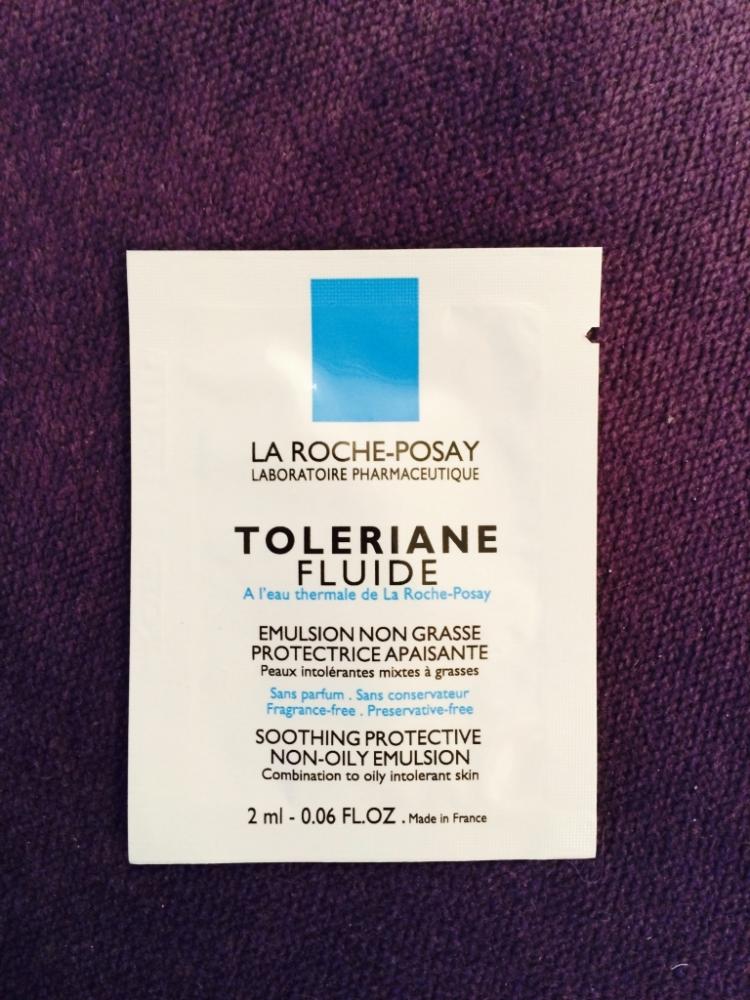 LA ROCHE-POSAY
LABORATOIRE PHARMACEUTIQUE
TOLERIANE
FLUIDE
A l'eau thermale de La Roche-Posay
EMULSION NON GRASSE
PROTECTRICE APAISANTE
Peaux intolérantes mixtes à grasses
Sans parfum . Sans conservateur
Fragrance-free . Preservative-free
SOOTHING PROTECTIVE
NON-OILY EMULSION
Combination to oily intolerant skin
2 ml - 0.06 FL.OZ . Made in France